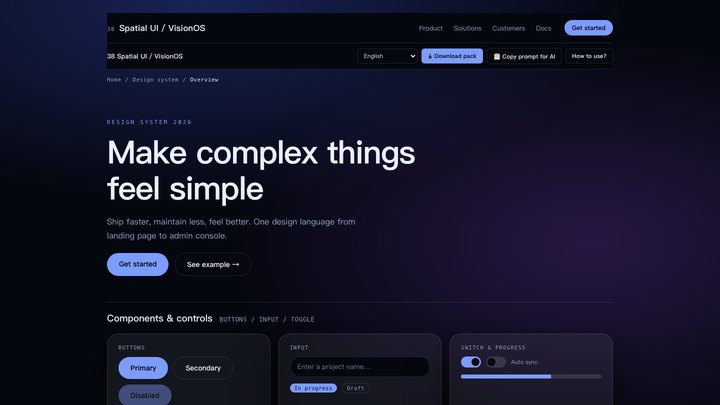 38 Spatial UI / VisionOS
Product Solutions Customers Docs Get started
38 Spatial UI / VisionOS
English Download pack Copy prompt for AI How to use?
Home / Design system / Overview
DESIGN SYSTEM 2026
Make complex things
feel simple
Ship faster, maintain less, feel better. One design language from
landing page to admin console.
Get started See example →
Components & controls BUTTONS / INPUT / TOGGLE
BUTTONS
Primary Secondary
Disabled
INPUT
Enter a project name...
In progress Draft
SWITCH & PROGRESS
Auto sync